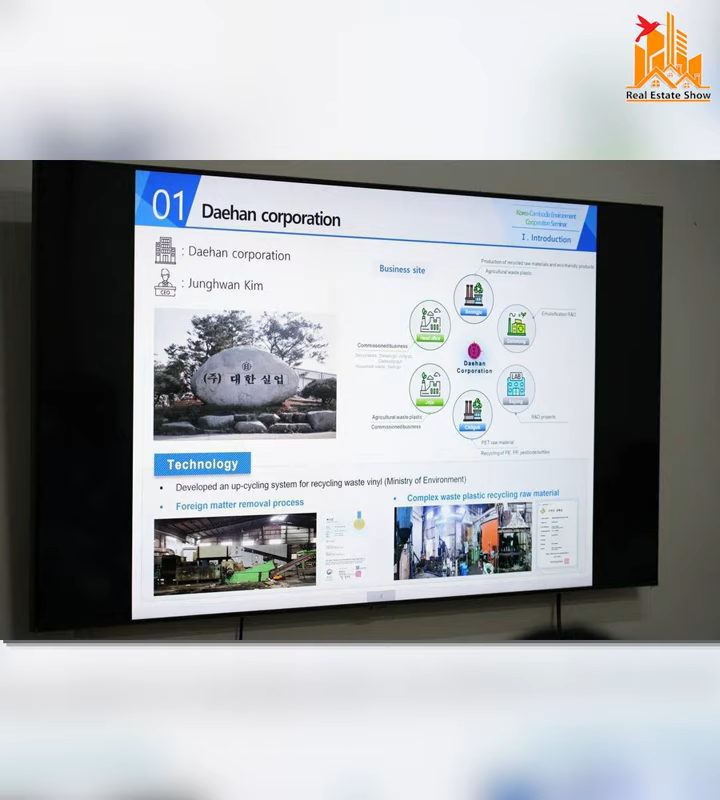 Real Estate Show
01
Daehan corporation
Korea-Cambodia Environment
Cooperation Seminar
Ⅰ. Introduction
: Daehan corporation
CEO
: Junghwan Kim
(주) 대한실업
Business site
Production of recycled raw materials and eco-friendly products
Agricultural waste plastic
Emulsification R&D
Commissioned business
Daehan
Corporation
LAB
R&D projects
Agricultural waste plastic
Commissioned business
PET raw material
Recycling of PE, PP, pesticide bottles
Technology
• Developed an up-cycling system for recycling waste vinyl (Ministry of Environment)
• Foreign matter removal process
• Complex waste plastic recycling raw material